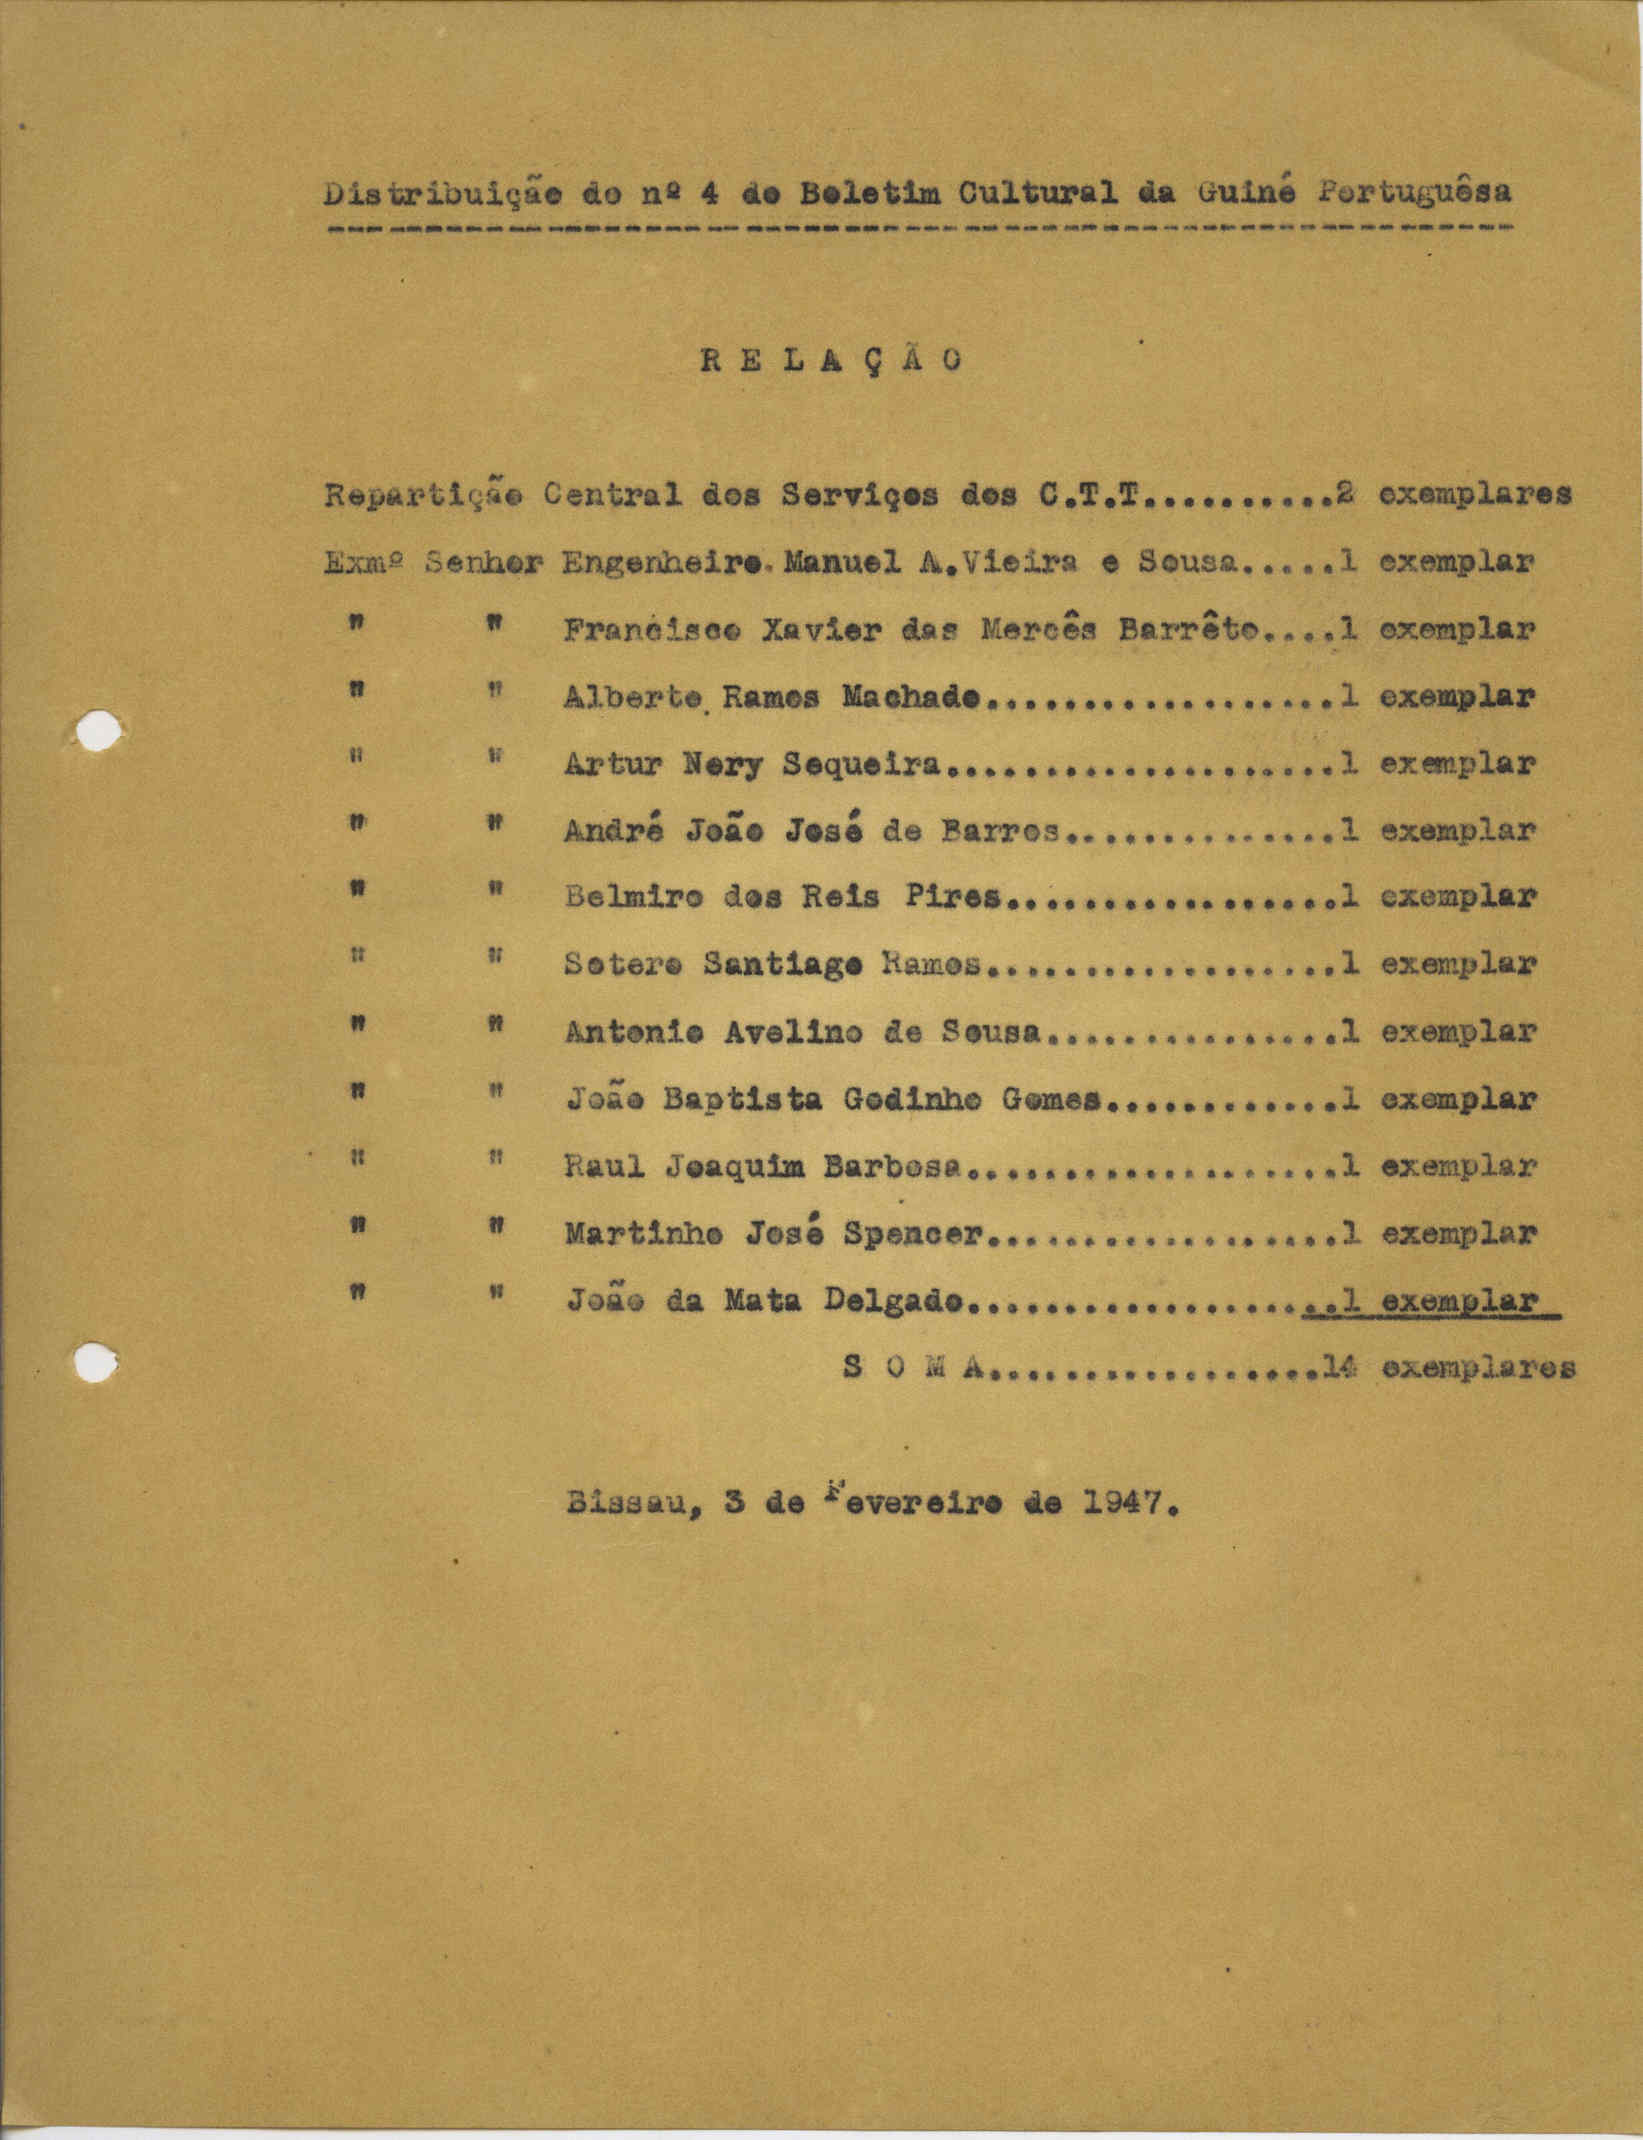 Distribuição do nº 4 do Boletim Cultural da Guiné Portuguêsa
R E L A Ç Ã O
Repartição Central dos Serviços dos C.T.T..........2 exemplares
Exmº Senhor Engenheiro Manuel A.Vieira e Sousa.....1 exemplar
" " Francisco Xavier das Mercês Barrêto....1 exemplar
" " Alberto Ramos Machado..................1 exemplar
" " Artur Nery Sequeira....................1 exemplar
" " André João José de Barros..............1 exemplar
" " Belmiro dos Reis Pires.................1 exemplar
" " Sotero Santiago Ramos..................1 exemplar
" " Antonio Avelino de Sousa...............1 exemplar
" " João Baptista Godinho Gomes............1 exemplar
" " Raul Joaquim Barbosa...................1 exemplar
" " Martinho José Spencer..................1 exemplar
" " João da Mata Delgado...................1 exemplar
S O M A.................14 exemplares
Bissau, 3 de Fevereiro de 1947.